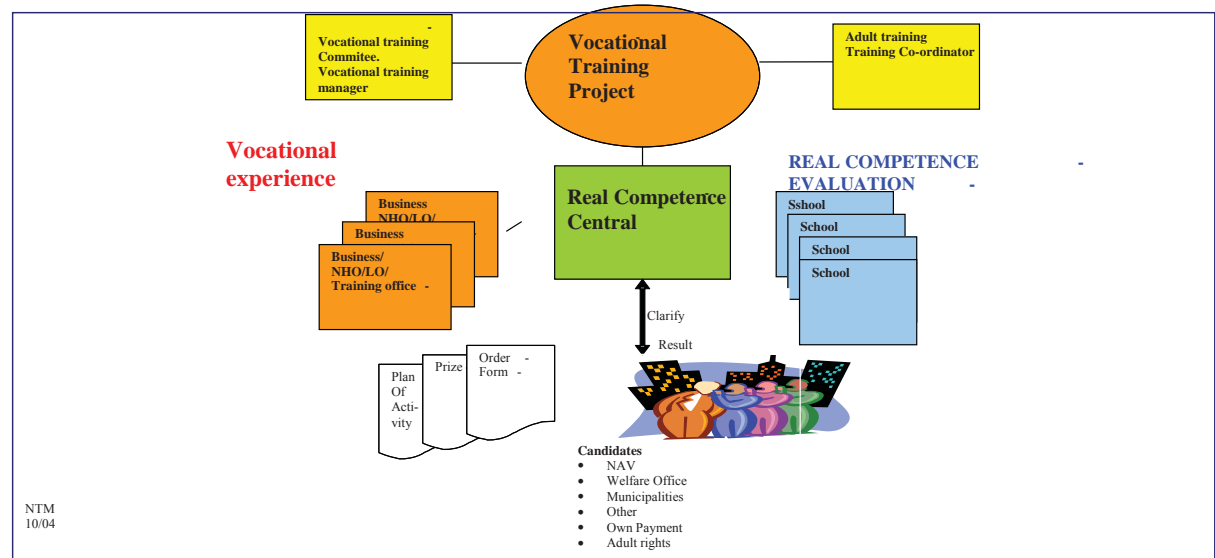 -
Vocational training
Commitee.
Vocational training
manager
Vocational
Training
Project
Adult training
Training Co-ordinator
Vocational
experience
Real Competence
Central
REAL COMPETENCE -
EVALUATION -
Business
NHO/LO/
Business
Business/
NHO/LO/
Training office -
Sshool
School
School
School
Clarify
Result
Plan
Of
Acti-
vity
Prize
Order -
Form -
Candidates
• NAV
• Welfare Office
• Municipalities
• Other
• Own Payment
• Adult rights
NTM
10/04